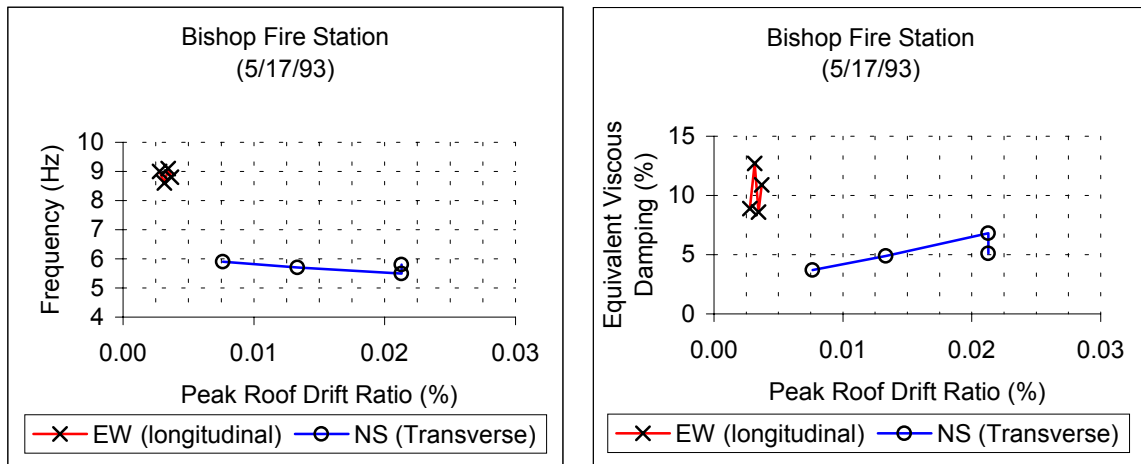 Bishop Fire Station
(5/17/93)
Frequency (Hz)
10
9
8
7
6
5
4
0.00 0.01 0.02 0.03
Peak Roof Drift Ratio (%)
EW (longitudinal) NS (Transverse)
Bishop Fire Station
(5/17/93)
Equivalent Viscous
Damping (%)
15
10
5
0
0.00 0.01 0.02 0.03
Peak Roof Drift Ratio (%)
EW (longitudinal) NS (Transverse)